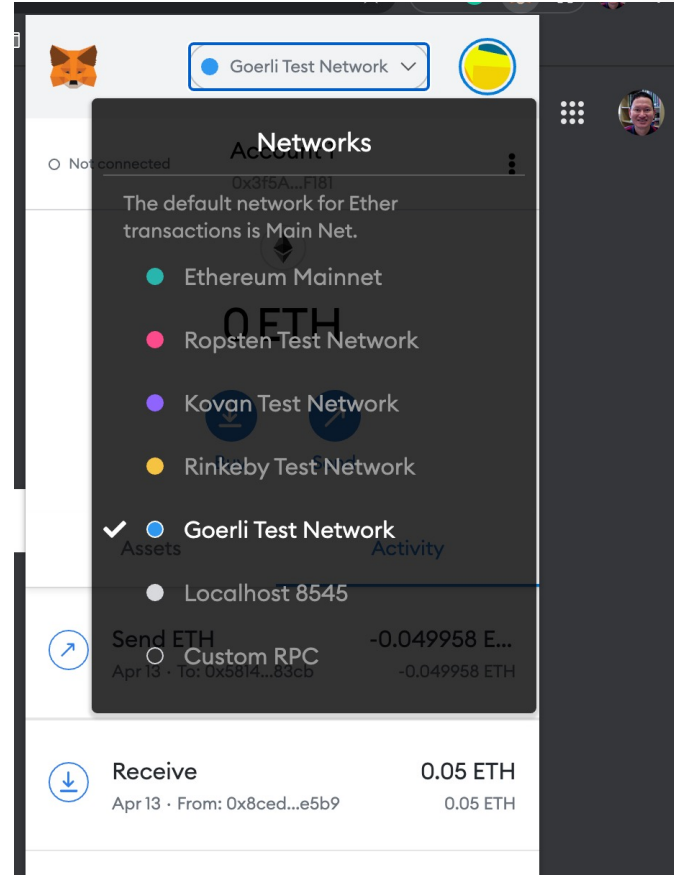 Goerli Test Network
Networks
Not connected
Account 1
0x3f5A...F181
The default network for Ether
transactions is Main Net.
Ethereum Mainnet
0 ETH
Ropsten Test Network
Kovan Test Network
Buy
Send
Rinkeby Test Network
Goerli Test Network
Assets
Activity
Localhost 8545
Send ETH
-0.049958 E...
Custom RPC
Apr 13 · To: 0x5814...83cb
-0.049958 ETH
Receive
0.05 ETH
Apr 13 · From: 0x8ced...e5b9
0.05 ETH